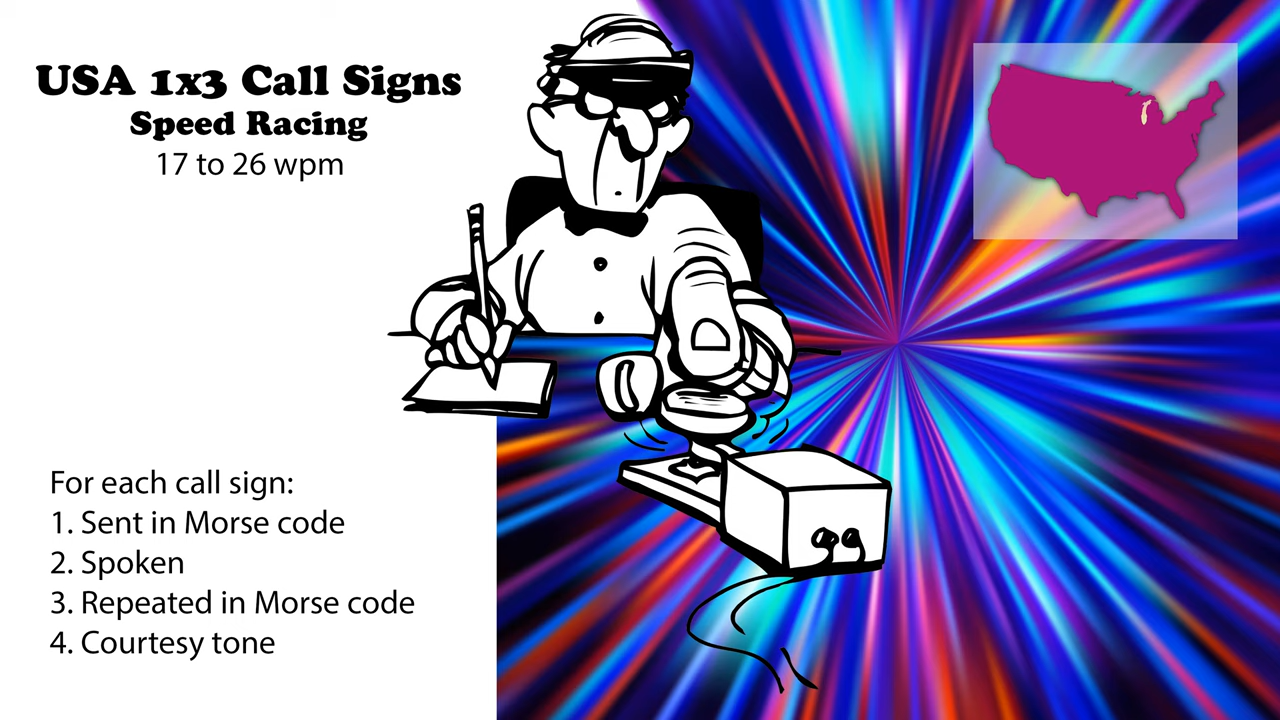 USA 1x3 Call Signs
Speed Racing
17 to 26 wpm
For each call sign:
1. Sent in Morse code
2. Spoken
3. Repeated in Morse code
4. Courtesy tone